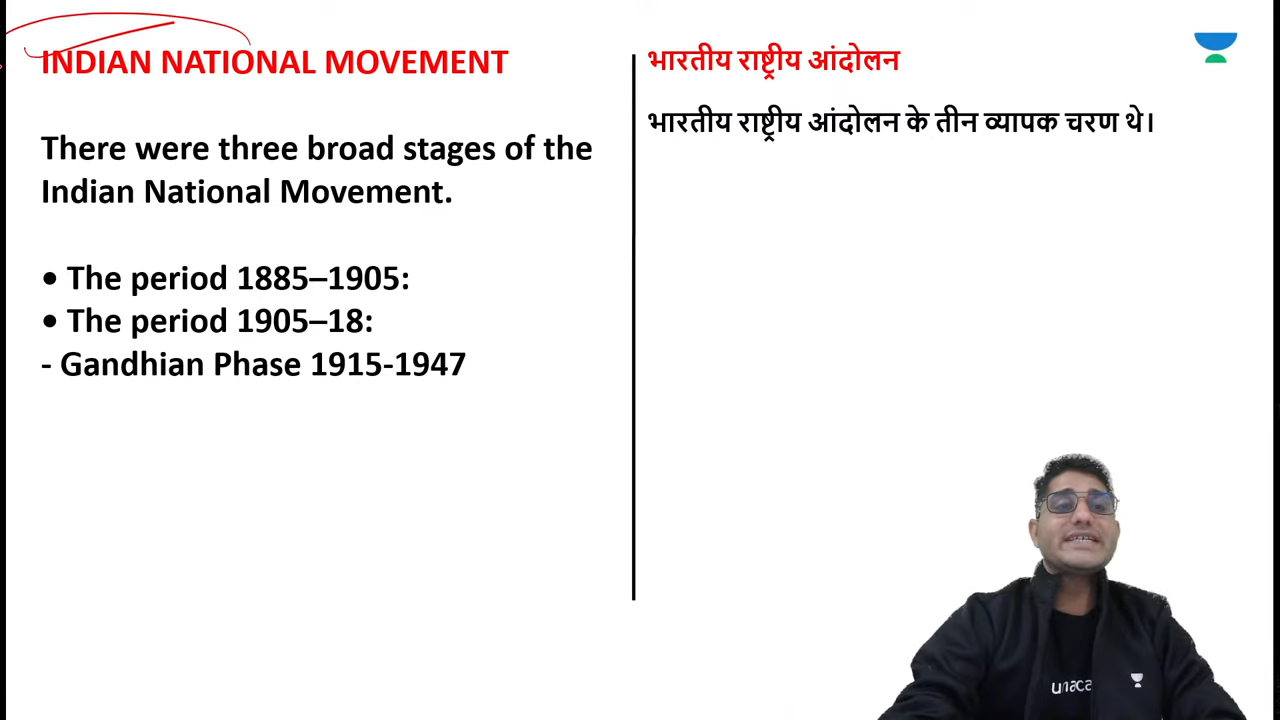 INDIAN NATIONAL MOVEMENT
There were three broad stages of the
Indian National Movement.
• The period 1885–1905:
• The period 1905–18:
- Gandhian Phase 1915-1947
भारतीय राष्ट्रीय आंदोलन
भारतीय राष्ट्रीय आंदोलन के तीन व्यापक चरण थे।